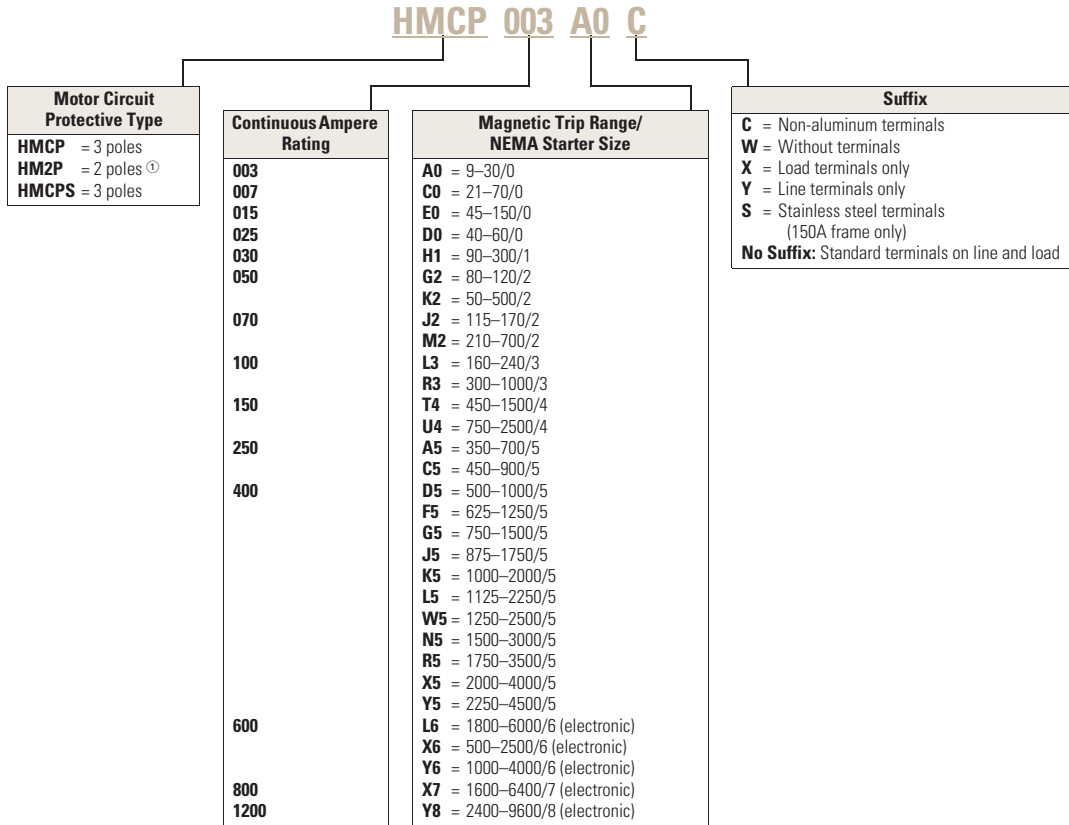 HMCP 003 A0 C
Motor Circuit
Protective Type
HMCP = 3 poles
HM2P = 2 poles ①
HMCPS = 3 poles
Continuous Ampere
Rating
003
007
015
025
030
050
070
100
150
250
400
600
800
1200
Magnetic Trip Range/
NEMA Starter Size
A0 = 9–30/0
C0 = 21–70/0
E0 = 45–150/0
D0 = 40–60/0
H1 = 90–300/1
G2 = 80–120/2
K2 = 50–500/2
J2 = 115–170/2
M2 = 210–700/2
L3 = 160–240/3
R3 = 300–1000/3
T4 = 450–1500/4
U4 = 750–2500/4
A5 = 350–700/5
C5 = 450–900/5
D5 = 500–1000/5
F5 = 625–1250/5
G5 = 750–1500/5
J5 = 875–1750/5
K5 = 1000–2000/5
L5 = 1125–2250/5
W5 = 1250–2500/5
N5 = 1500–3000/5
R5 = 1750–3500/5
X5 = 2000–4000/5
Y5 = 2250–4500/5
L6 = 1800–6000/6 (electronic)
X6 = 500–2500/6 (electronic)
Y6 = 1000–4000/6 (electronic)
X7 = 1600–6400/7 (electronic)
Y8 = 2400–9600/8 (electronic)
Suffix
C = Non-aluminum terminals
W = Without terminals
X = Load terminals only
Y = Line terminals only
S = Stainless steel terminals
(150A frame only)
No Suffix: Standard terminals on line and load